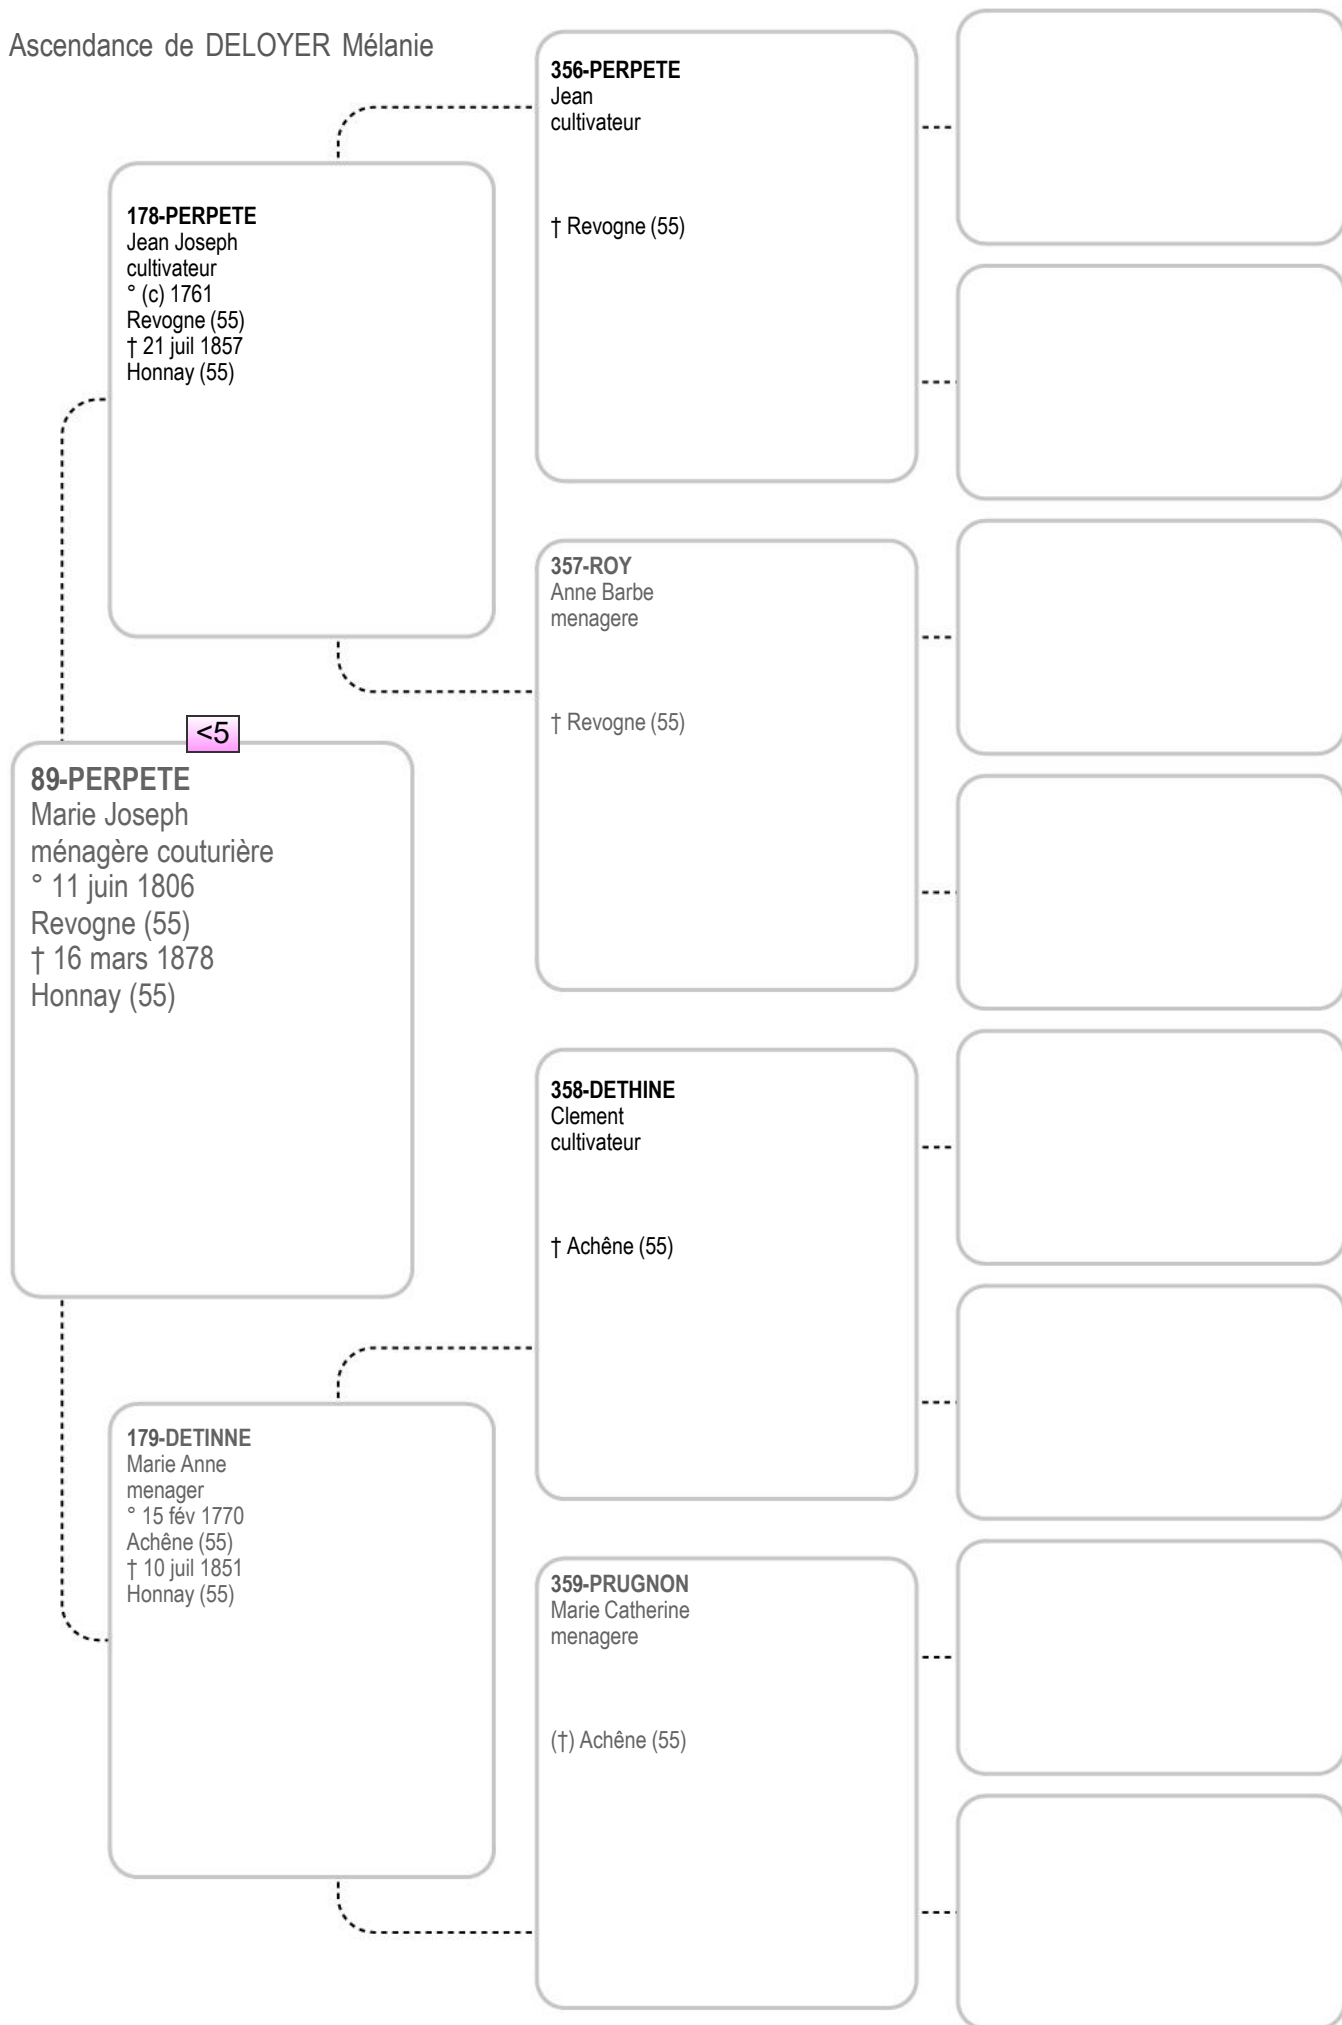 Ascendance de DELOYER Mélanie
356-PERPETE
Jean
cultivateur
† Revogne (55)
178-PERPETE
Jean Joseph
cultivateur
° (c) 1761
Revogne (55)
† 21 juil 1857
Honnay (55)
357-ROY
Anne Barbe
menagere
† Revogne (55)
<5
89-PERPETE
Marie Joseph
ménagère couturière
° 11 juin 1806
Revogne (55)
† 16 mars 1878
Honnay (55)
358-DETHINE
Clement
cultivateur
† Achêne (55)
179-DETINNE
Marie Anne
menager
° 15 fév 1770
Achêne (55)
† 10 juil 1851
Honnay (55)
359-PRUGNON
Marie Catherine
menagere
(†) Achêne (55)